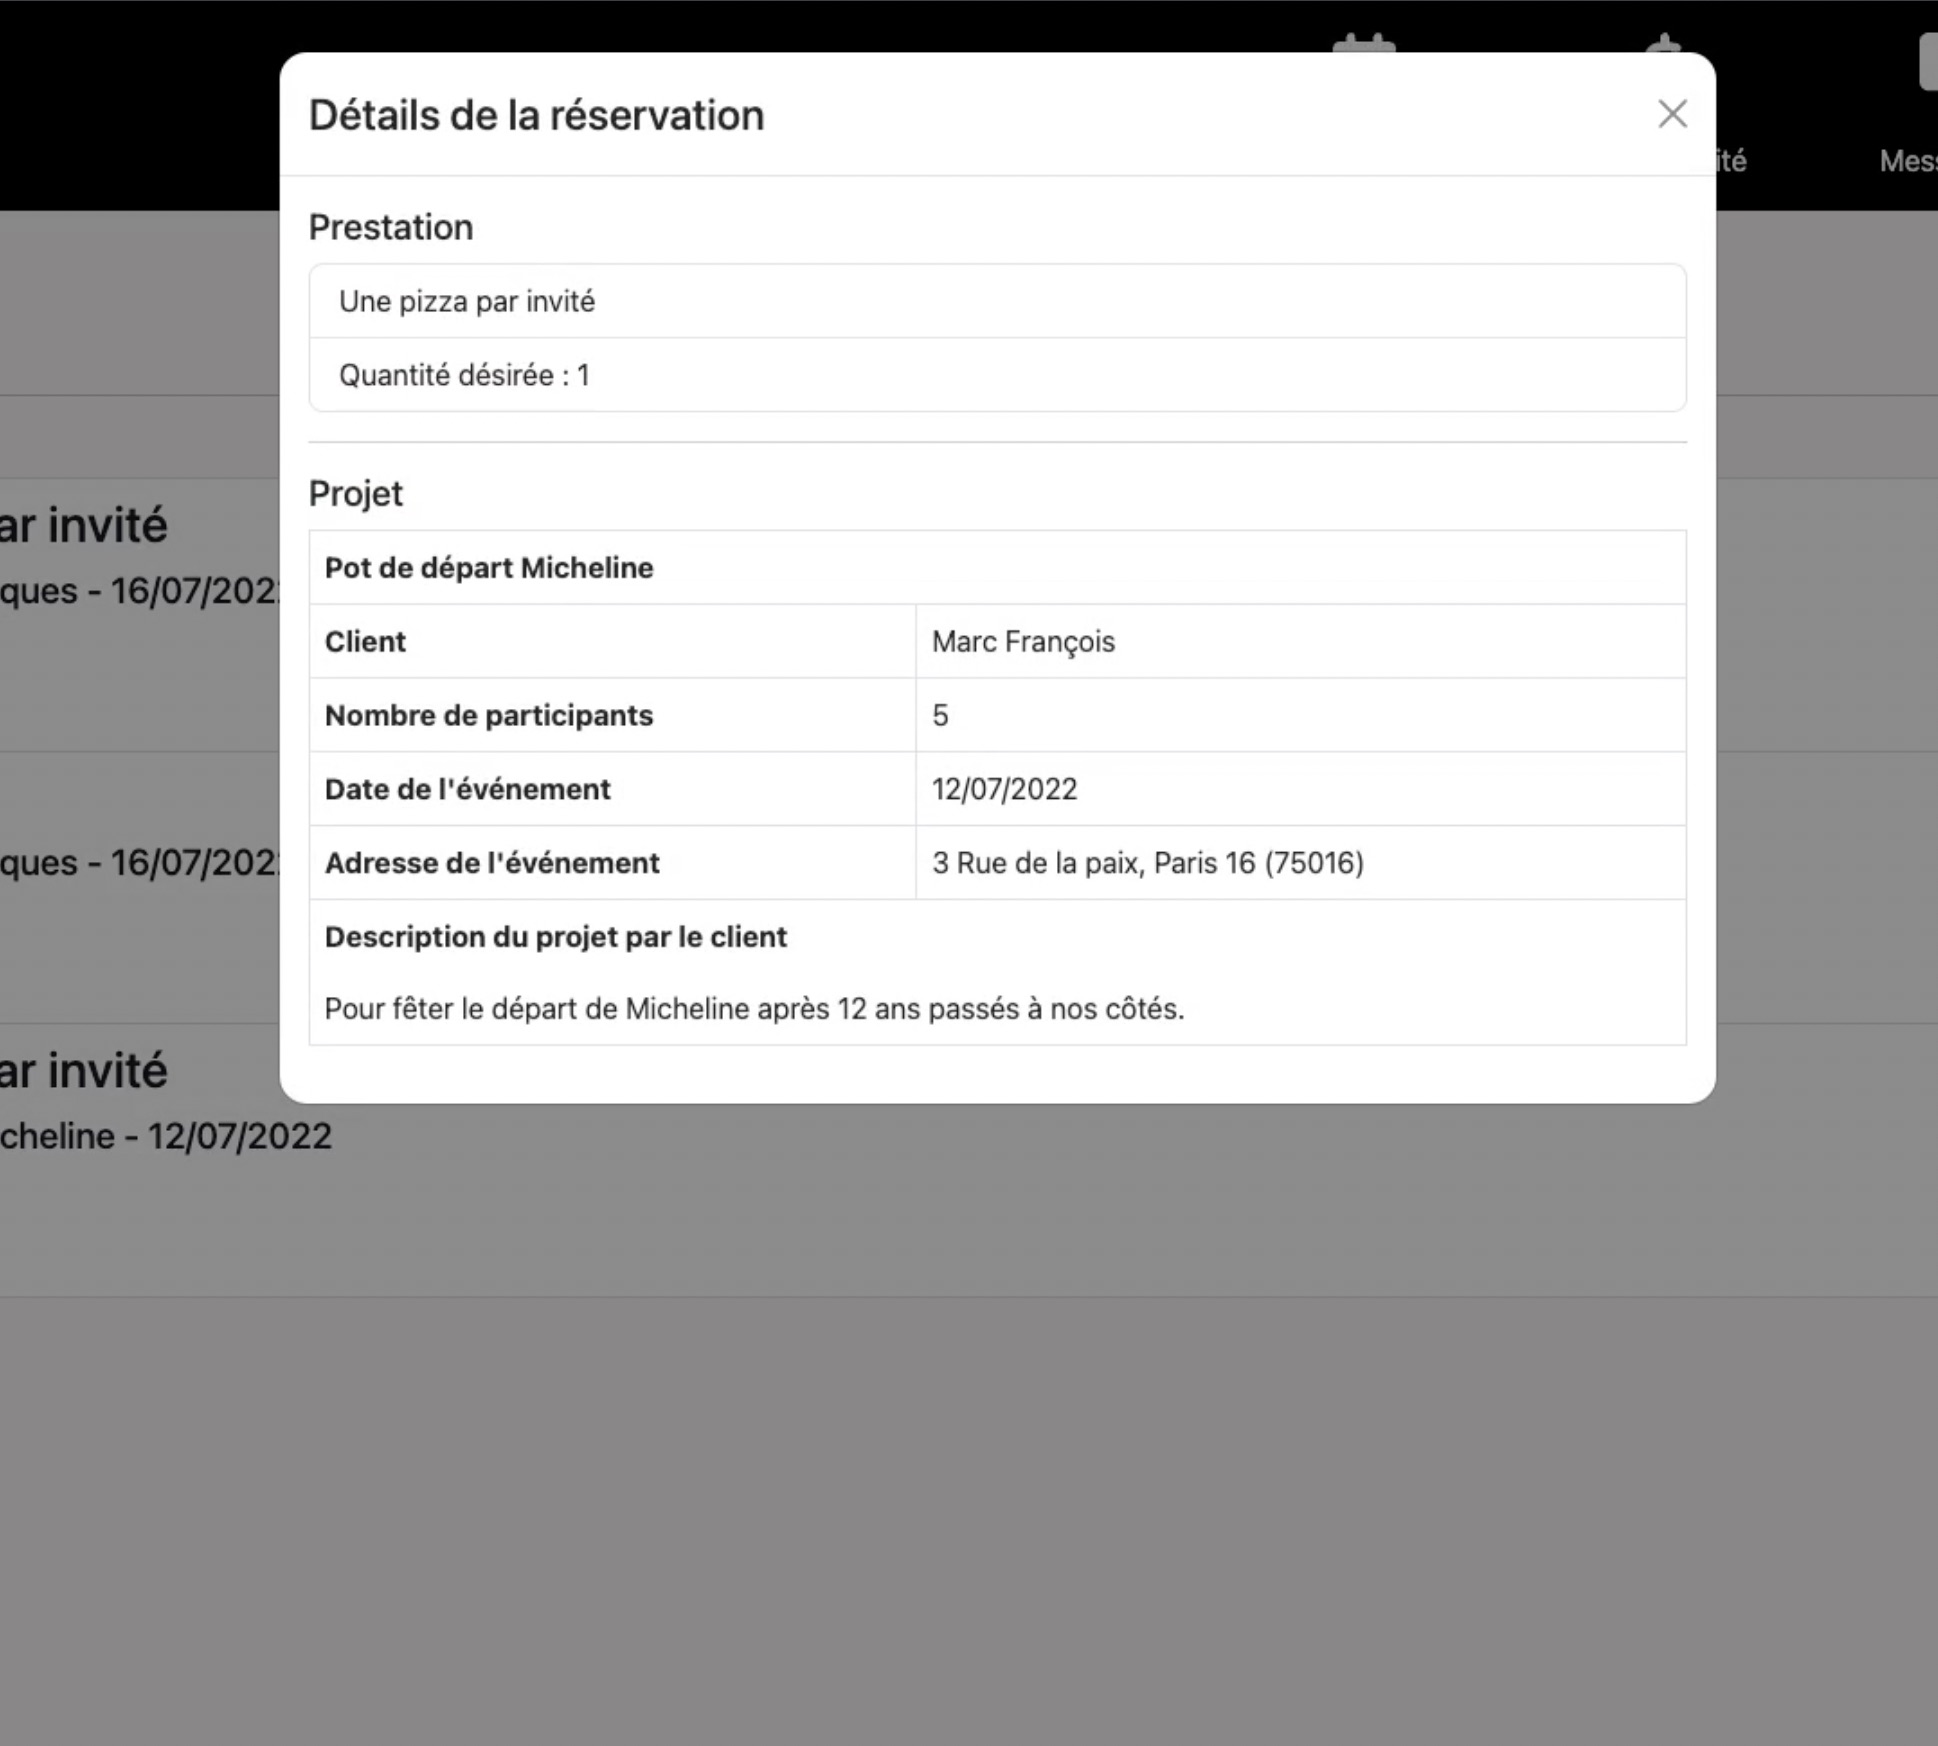 Détails de la réservation
ité
Mess
Prestation
Une pizza par invité
Quantité désirée : 1
Projet
Pot de départ Micheline
Client Marc François
Nombre de participants 5
Date de l'événement 12/07/2022
Adresse de l'événement 3 Rue de la paix, Paris 16 (75016)
Description du projet par le client
Pour fêter le départ de Micheline après 12 ans passés à nos côtés.
ar invité
ques - 16/07/202
ques - 16/07/202
ar invité
cheline - 12/07/2022